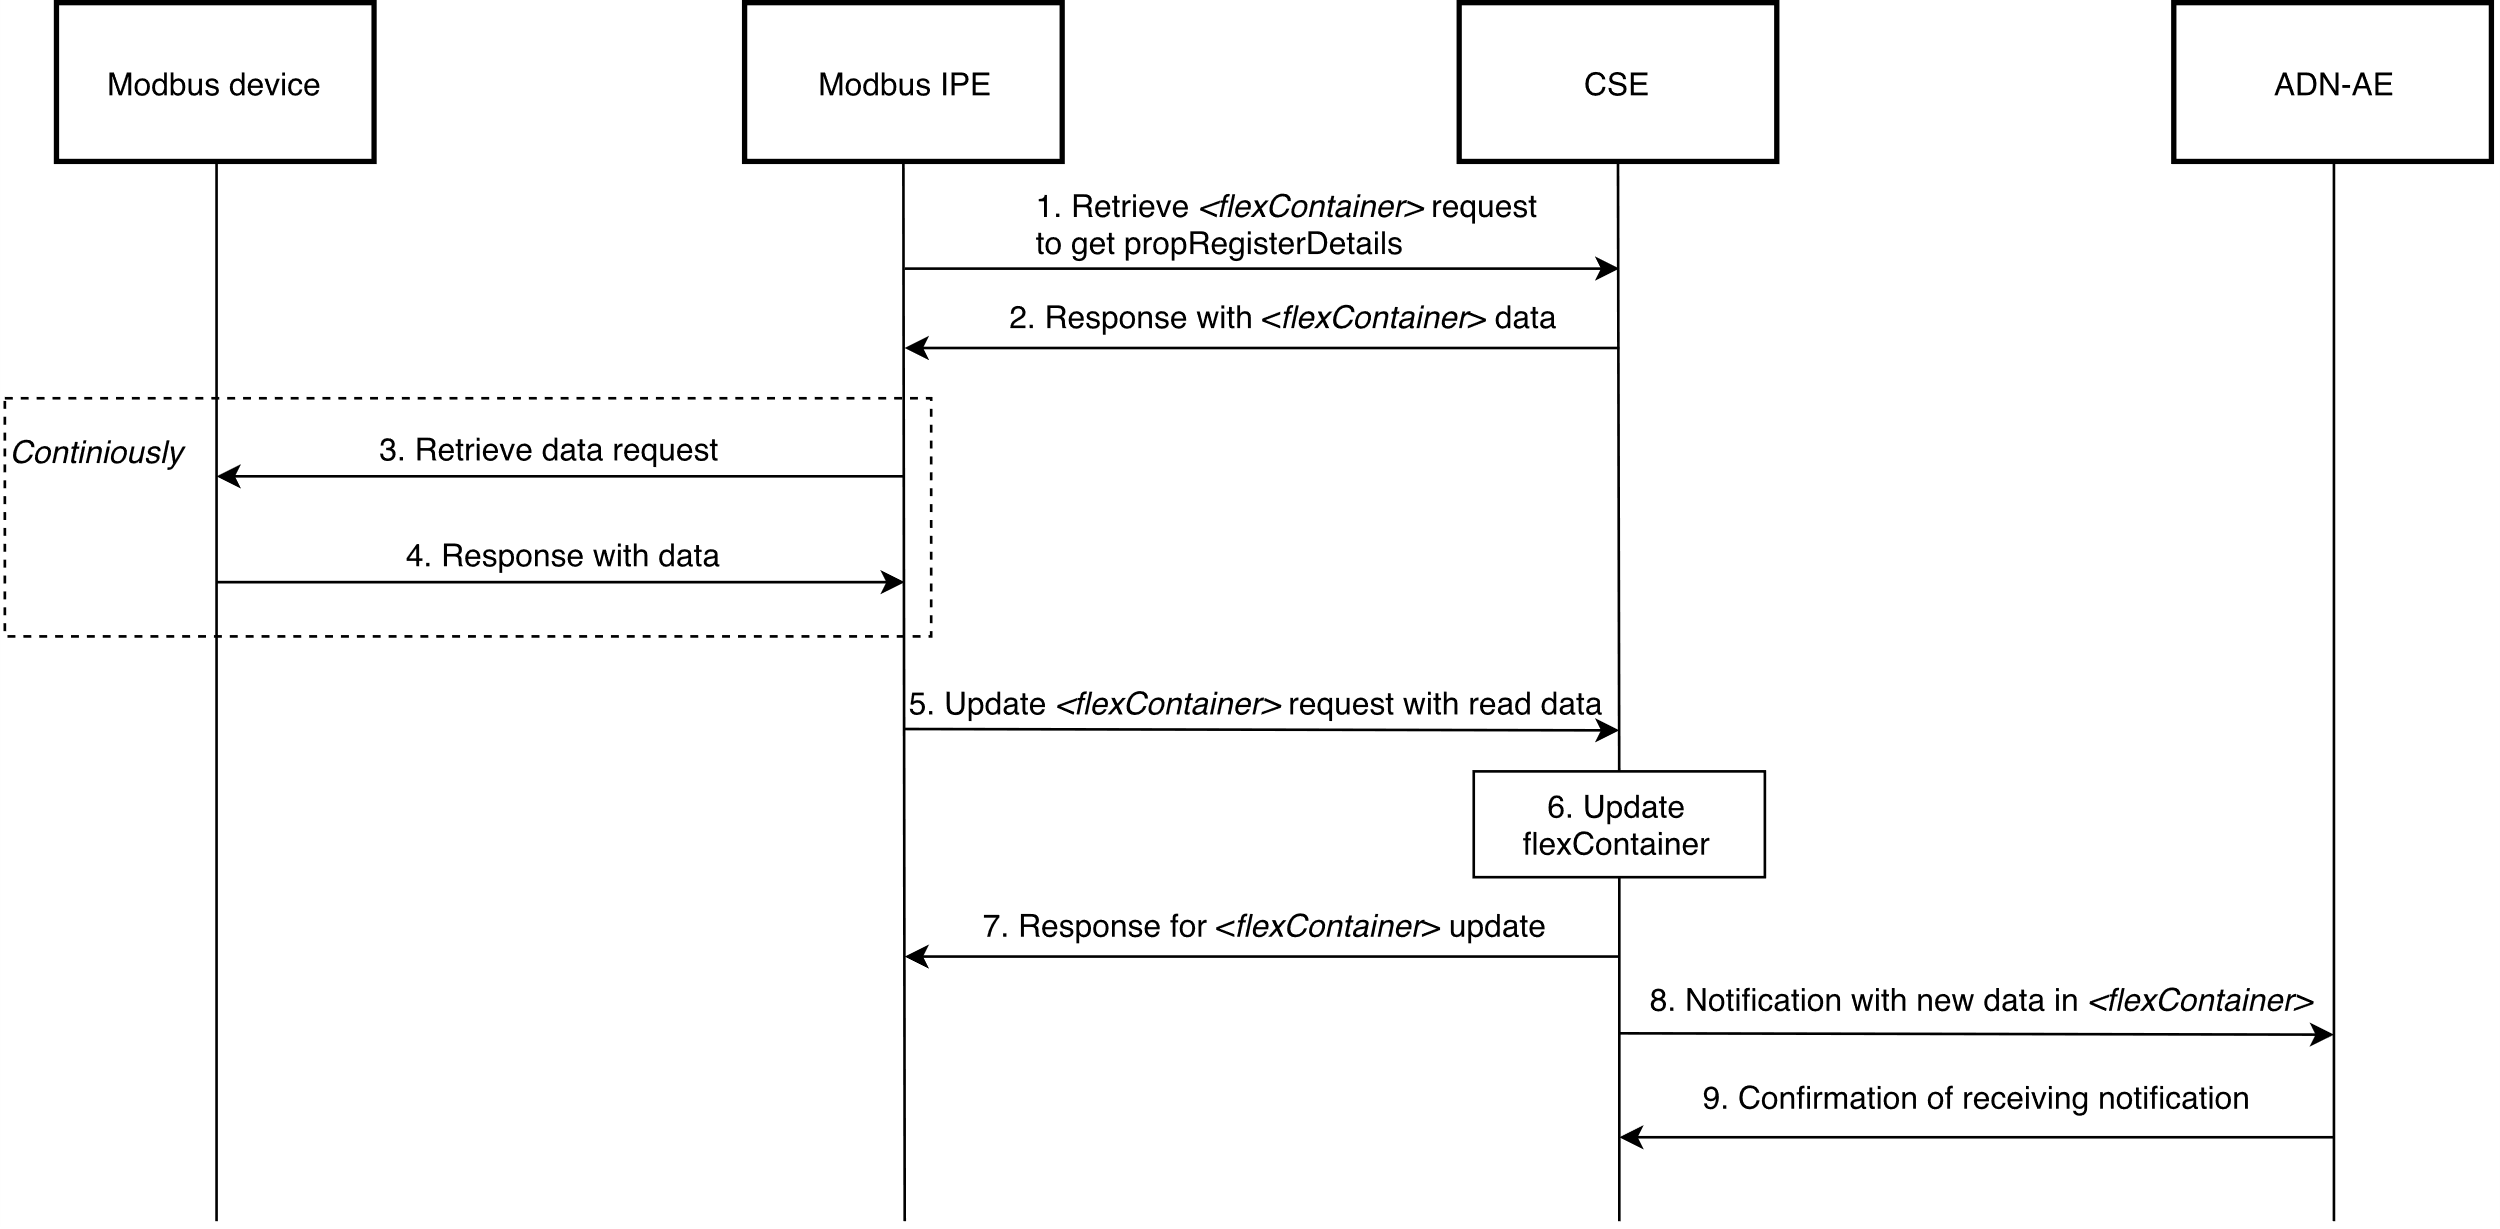 Modbus device
Modbus IPE
CSE
ADN-AE
1. Retrieve <flexContainer> request
to get propRegisterDetails
2. Response with <flexContainer> data
Continiously
3. Retrieve data request
4. Response with data
5. Update <flexContainer> request with read data
6. Update
flexContainer
7. Response for <flexContainer> update
8. Notification with new data in <flexContainer>
9. Confirmation of receiving notification